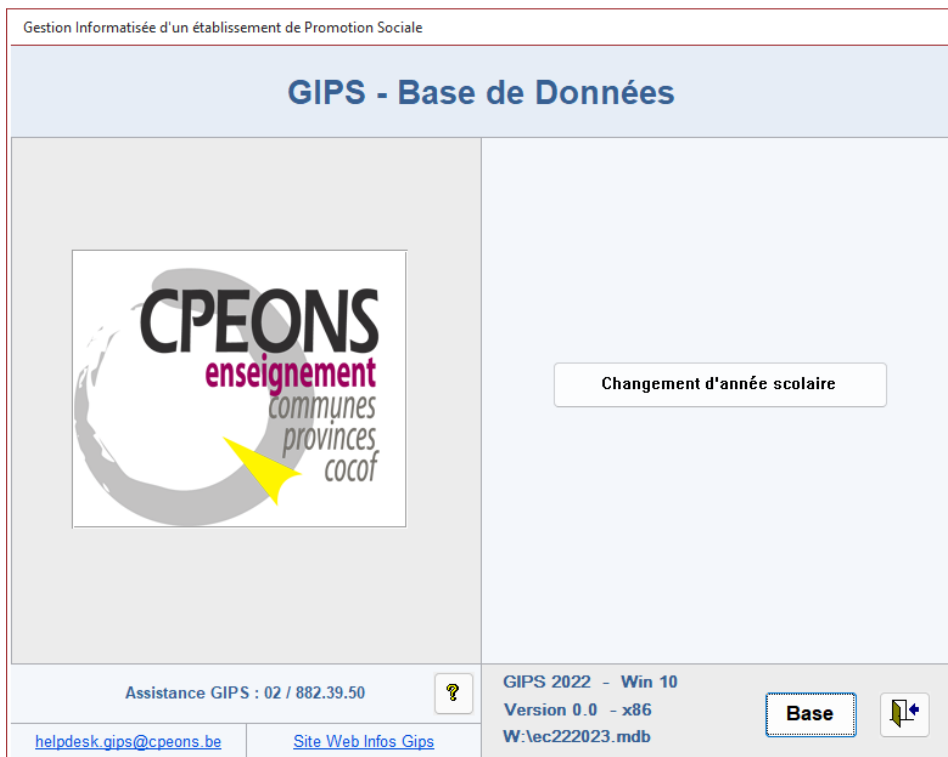 Gestion Informatisée d'un établissement de Promotion Sociale
GIPS - Base de Données
CPEONS
enseignement
communes
provinces
cocof
Changement d'année scolaire
Assistance GIPS : 02 / 882.39.50
?
helpdesk.gips@cpeons.be
Site Web Infos Gips
GIPS 2022 - Win 10
Version 0.0 - x86
W:\ec222023.mdb
Base